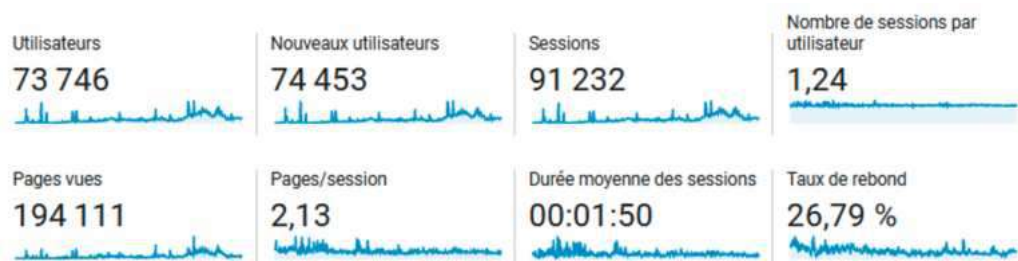 Utilisateurs
73 746
Nouveaux utilisateurs
74 453
Sessions
91 232
Nombre de sessions par
utilisateur
1,24
Pages vues
194 111
Pages/session
2,13
Durée moyenne des sessions
00:01:50
Taux de rebond
26,79 %